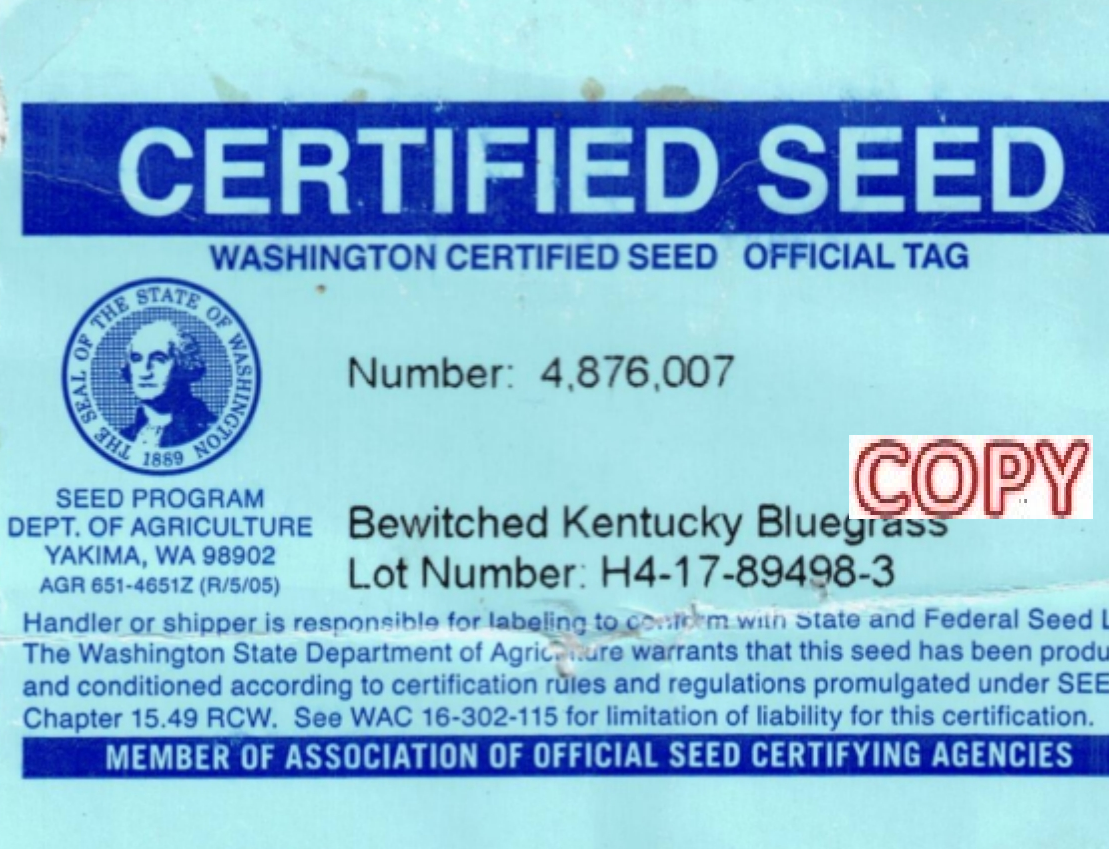 CERTIFIED SEED
WASHINGTON CERTIFIED SEED OFFICIAL TAG
THE SEAL OF THE STATE OF WASHINGTON
1889
Number: 4,876,007
COPY
SEED PROGRAM
DEPT. OF AGRICULTURE
YAKIMA, WA 98902
AGR 651-4651Z (R/5/05)
Bewitched Kentucky Bluegrass
Lot Number: H4-17-89498-3
Handler or shipper is responsible for labeling to conform with State and Federal Seed L
The Washington State Department of Agriculture warrants that this seed has been produ
and conditioned according to certification rules and regulations promulgated under SEE
Chapter 15.49 RCW. See WAC 16-302-115 for limitation of liability for this certification.
MEMBER OF ASSOCIATION OF OFFICIAL SEED CERTIFYING AGENCIES